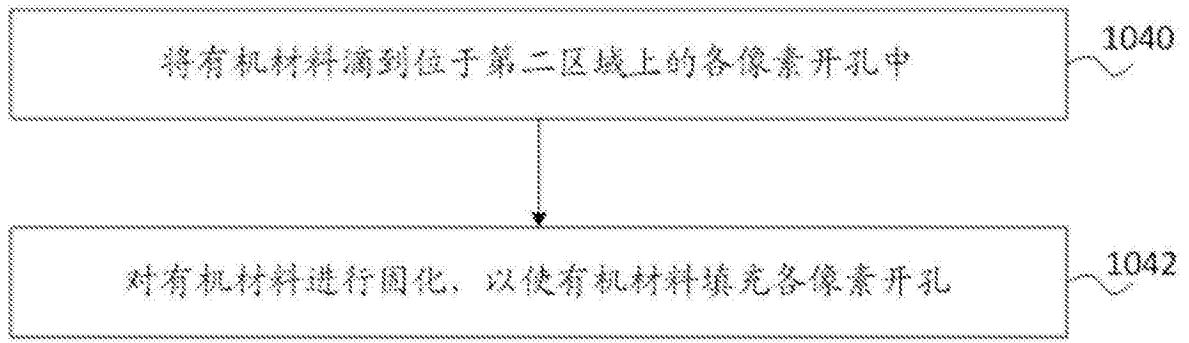 将有机材料滴到位于第二区域上的各像素开孔中
1040
对有机材料进行固化，以使有机材料填充各像素开孔
1042